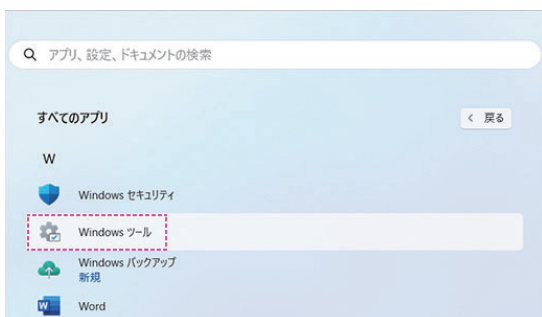 アプリ、設定、ドキュメントの検索
すべてのアプリ
< 戻る
W
Windows セキュリティ
Windows ツール
Windows バックアップ
新規
W
Word